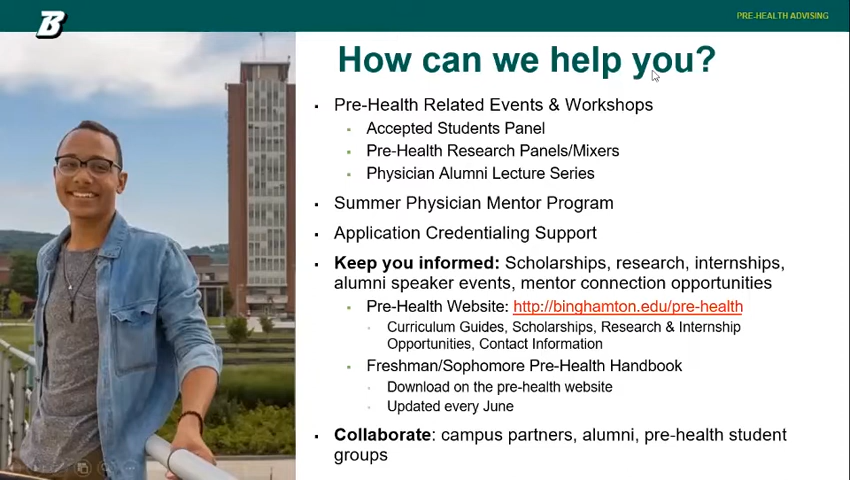 B
PRE-HEALTH ADVISING
How can we help you?
Pre-Health Related Events & Workshops
Accepted Students Panel
Pre-Health Research Panels/Mixers
Physician Alumni Lecture Series
Summer Physician Mentor Program
Application Credentialing Support
Keep you informed: Scholarships, research, internships,
alumni speaker events, mentor connection opportunities
Pre-Health Website: http://binghamton.edu/pre-health
Curriculum Guides, Scholarships, Research & Internship
Opportunities, Contact Information
Freshman/Sophomore Pre-Health Handbook
Download on the pre-health website
Updated every June
Collaborate: campus partners, alumni, pre-health student
groups